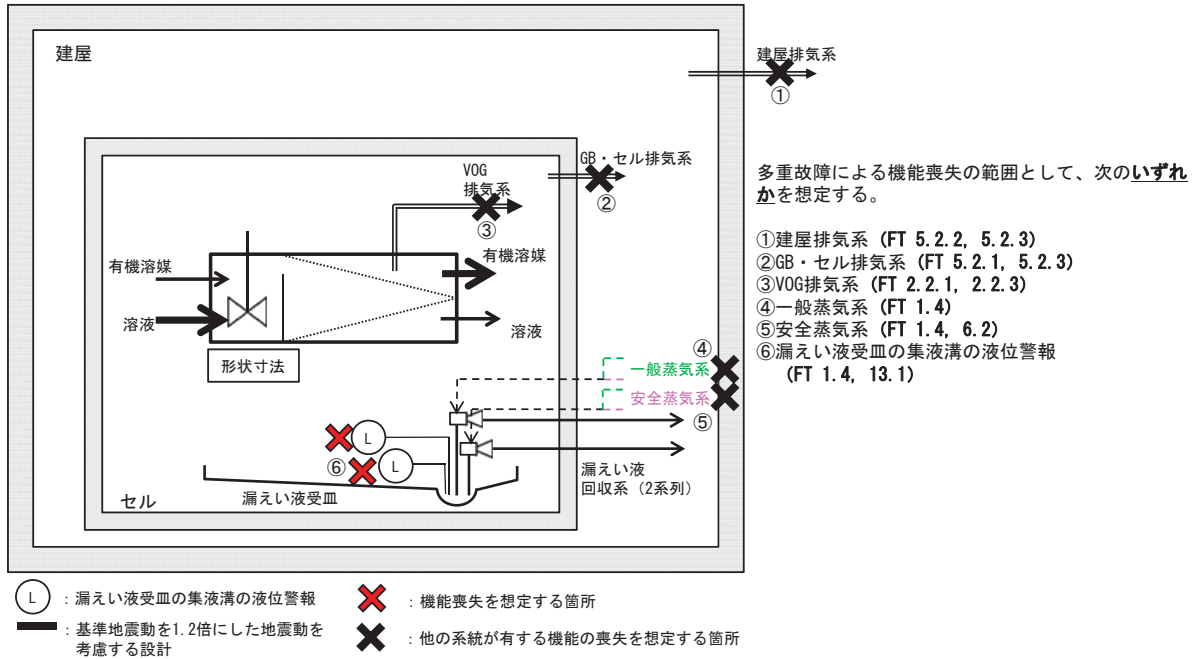 建屋
建屋排気系
①
GB・セル排気系
②
VOG
排気系
③
有機溶媒
有機溶媒
溶液
溶液
形状寸法
④
一般蒸気系
安全蒸気系
⑤
L
⑥
L
漏えい液
回収系（2系列）
漏えい液受皿
セル
多重故障による機能喪失の範囲として、次のいずれ
かを想定する。
①建屋排気系 (FT 5.2.2, 5.2.3)
②GB・セル排気系 (FT 5.2.1, 5.2.3)
③VOG排気系 (FT 2.2.1, 2.2.3)
④一般蒸気系 (FT 1.4)
⑤安全蒸気系 (FT 1.4, 6.2)
⑥漏えい液受皿の集液溝の液位警報
(FT 1.4, 13.1)
L ：漏えい液受皿の集液溝の液位警報
：機能喪失を想定する箇所
：基準地震動を1.2倍にした地震動を
考慮する設計
：他の系統が有する機能の喪失を想定する箇所